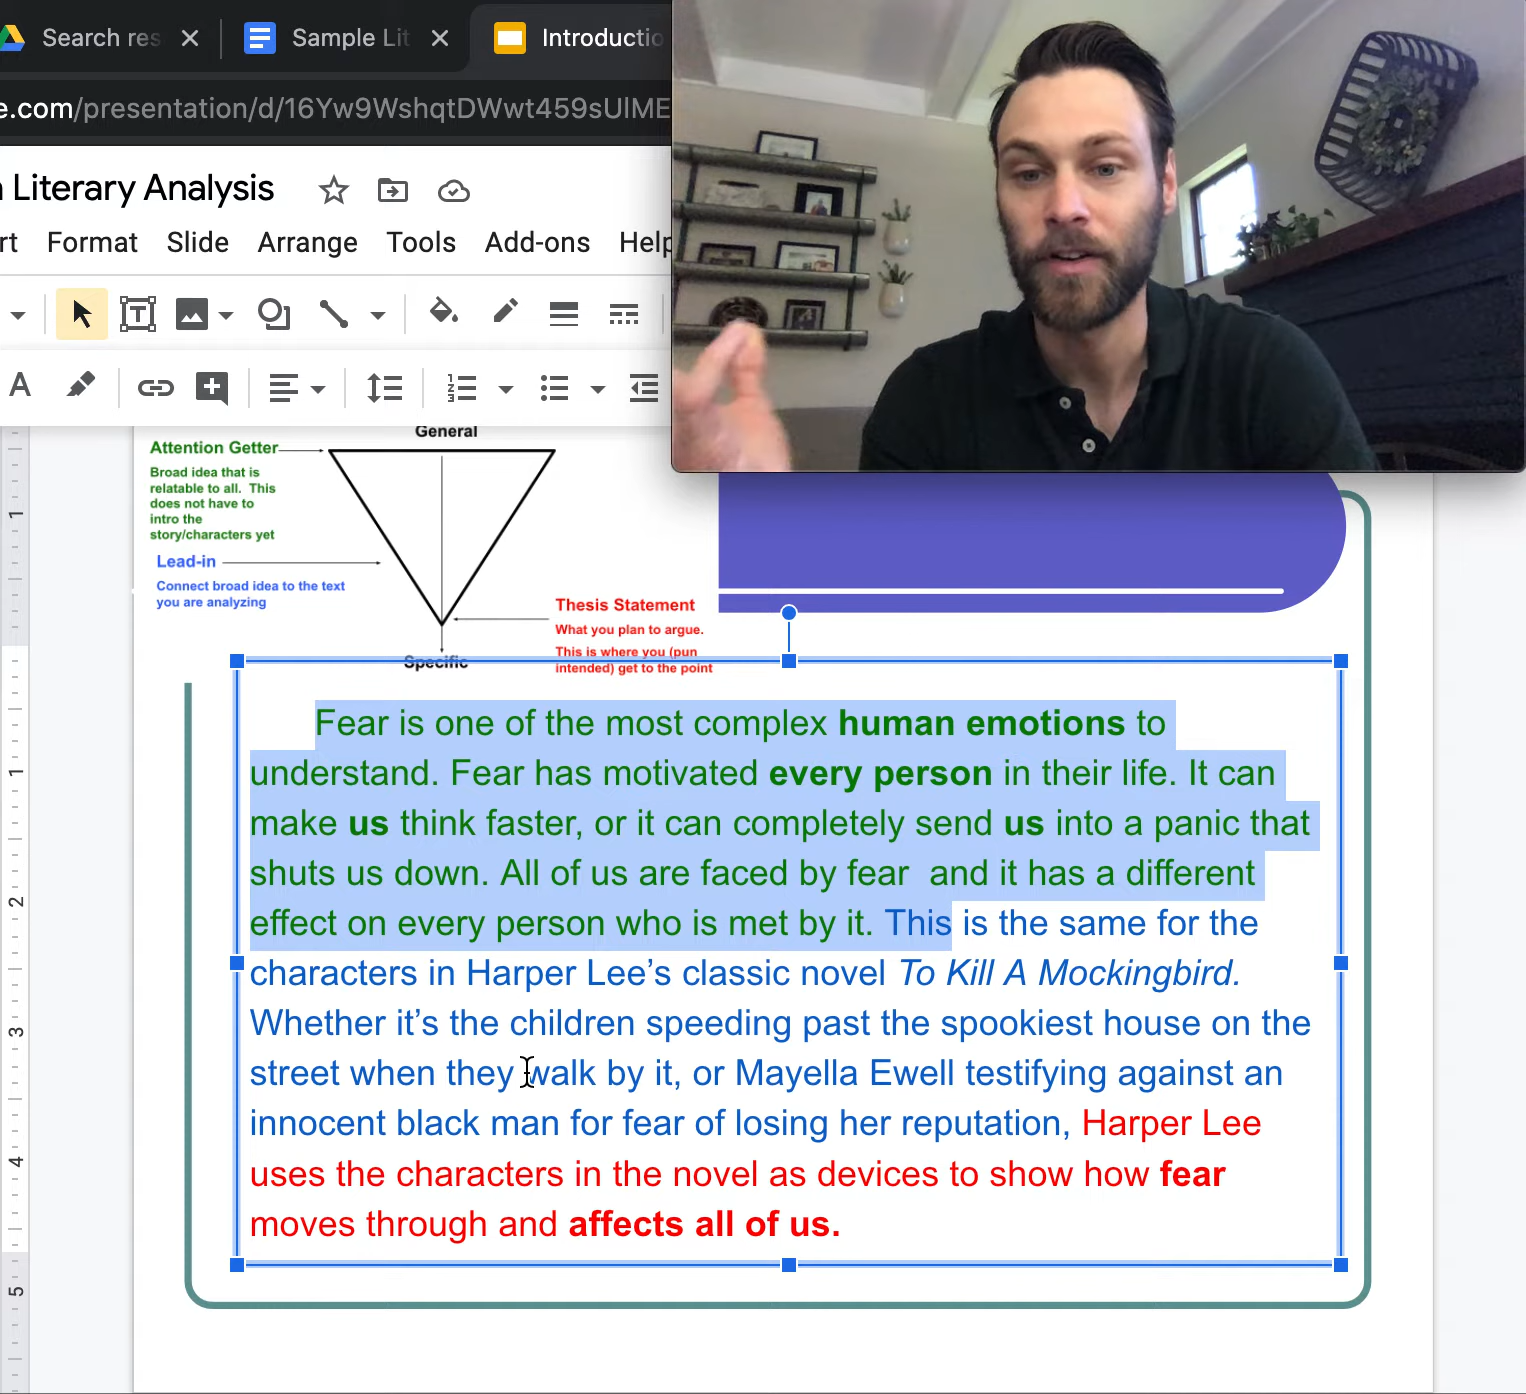 Search res
Sample Lit
Introductio
e.com/presentation/d/16Yw9WshqtDWwt459sUlME
Literary Analysis
rt Format Slide Arrange Tools Add-ons Help
General
Attention Getter
Broad idea that is
relatable to all. This
does not have to
intro the
story/characters yet
Lead-in
Connect broad idea to the text
you are analyzing
Thesis Statement
What you plan to argue.
This is where you (pun
intended) get to the point
Specific
Fear is one of the most complex human emotions to
understand. Fear has motivated every person in their life. It can
make us think faster, or it can completely send us into a panic that
shuts us down. All of us are faced by fear  and it has a different
effect on every person who is met by it. This is the same for the
characters in Harper Lee’s classic novel To Kill A Mockingbird.
Whether it’s the children speeding past the spookiest house on the
street when they walk by it, or Mayella Ewell testifying against an
innocent black man for fear of losing her reputation, Harper Lee
uses the characters in the novel as devices to show how fear
moves through and affects all of us.
1
1
2
3
4
5